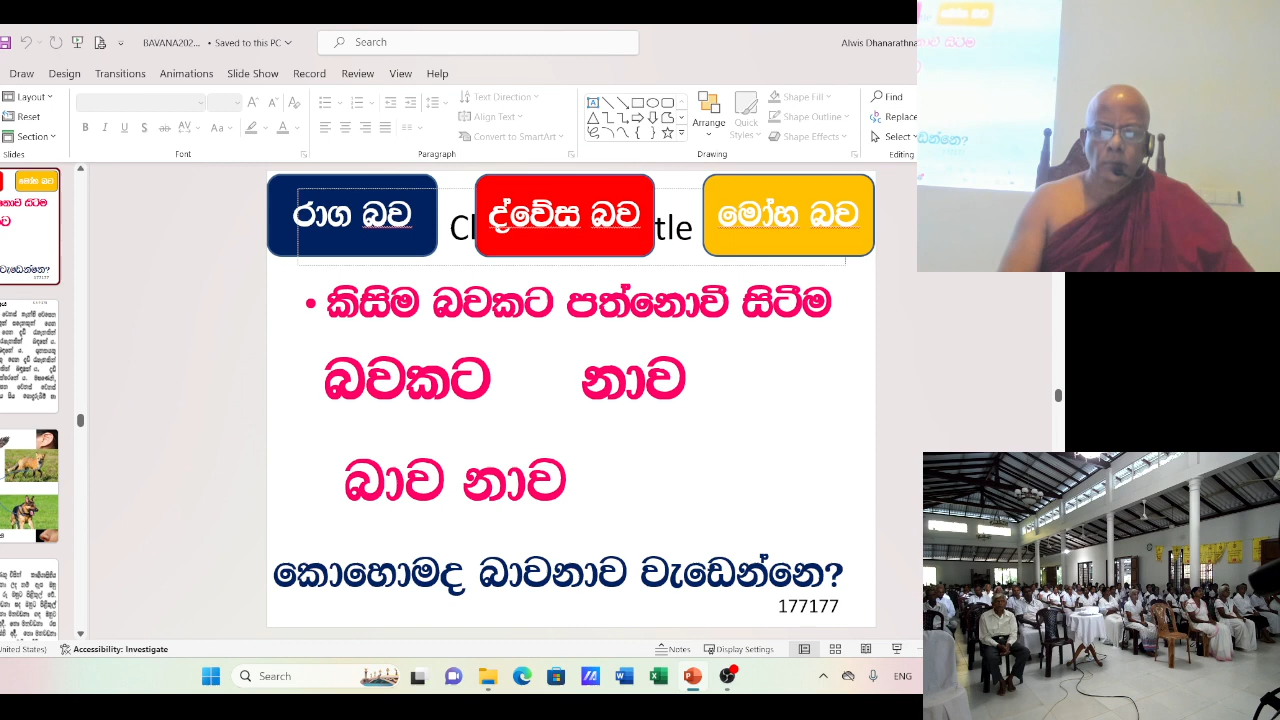 BAVANA202... • Saved to this PC
Search
Alwis Dhanarathna
Draw Design Transitions Animations Slide Show Record Review View Help
Layout
Reset
Section
Slides
Font
Paragraph
Text Direction
Align Text
Convert to SmartArt
Arrange
Quick Styles
Shape Fill
Shape Outline
Shape Effects
Drawing
Find
Replace
Select
Editing
රාග බව
ද්වේස බව
මෝහ බව
• කිසිම බවකට පත්නොවී සිටීම
බවකට නාව
බාව නාව
කොහොමද බාවනාව වැඩෙන්නෙ?
177177
United States)
Accessibility: Investigate
Notes
Display Settings
Search
ENG